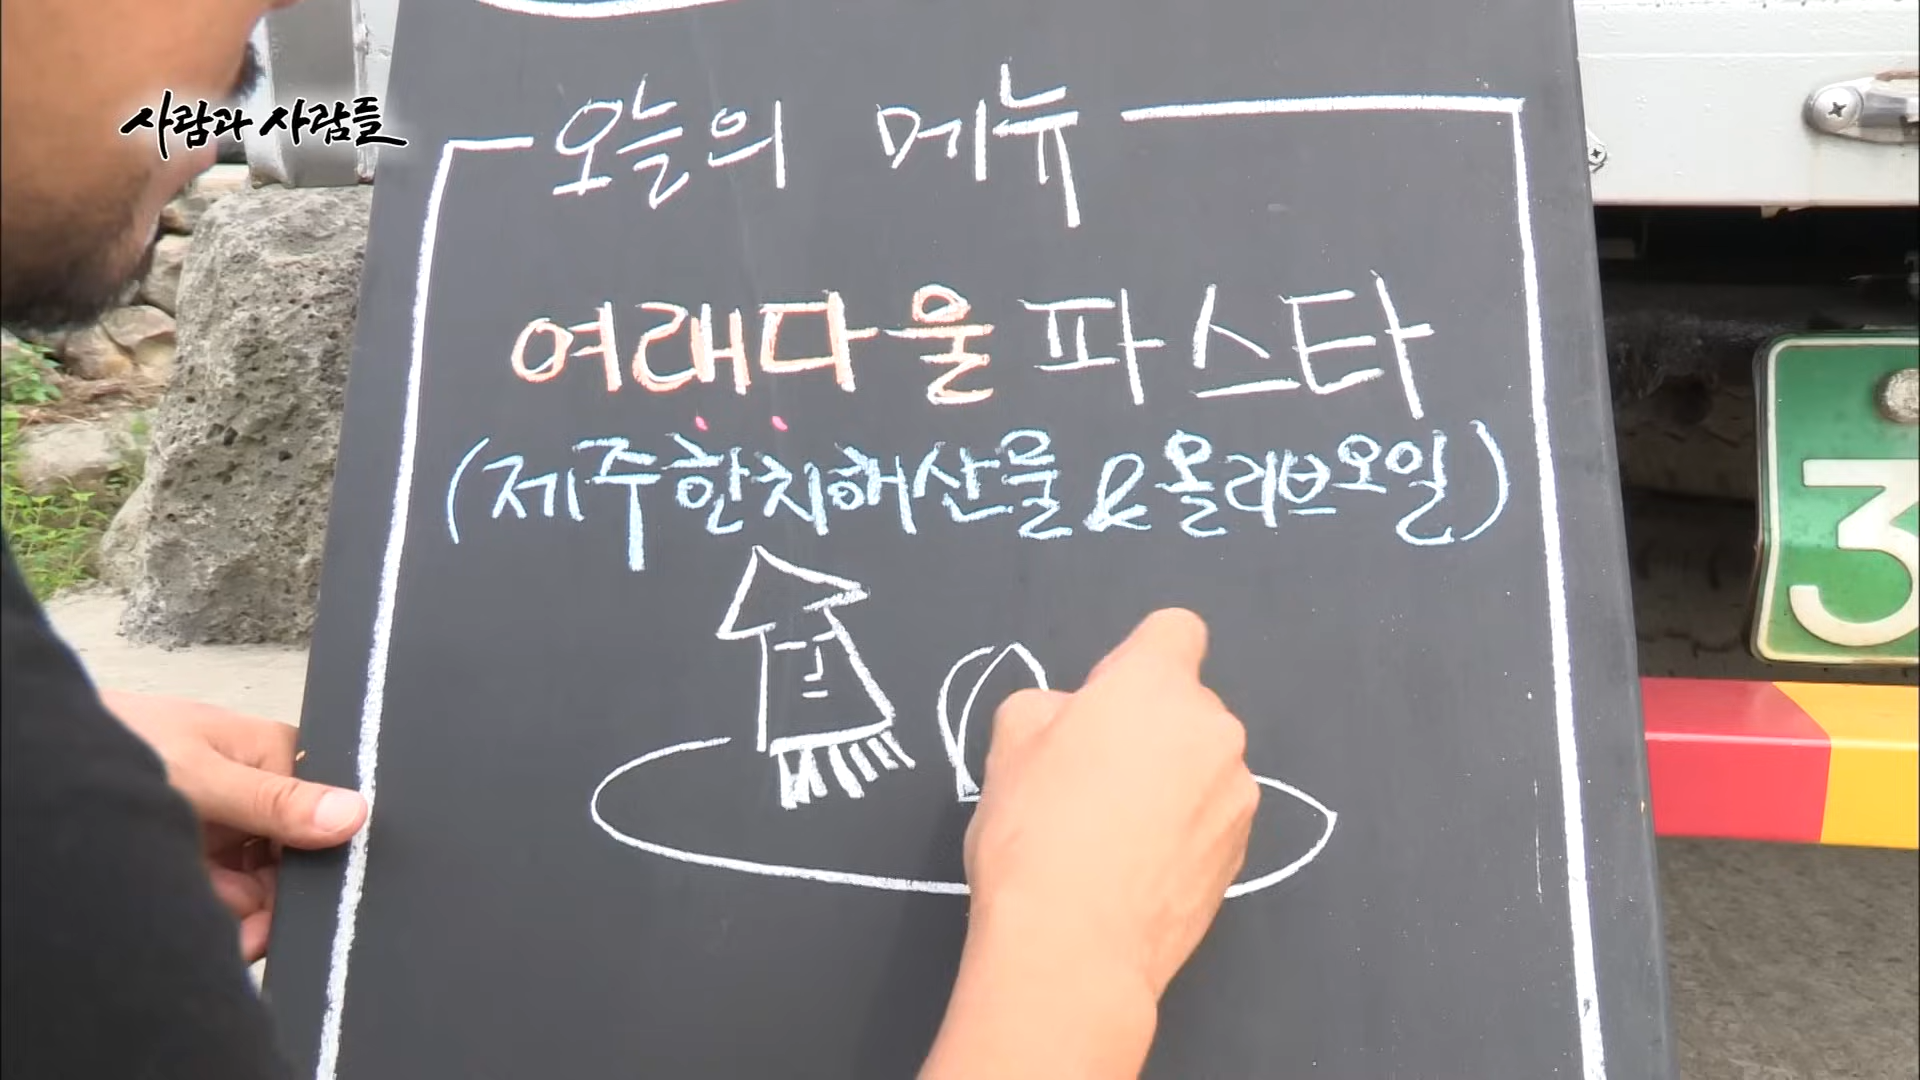 사람과 사람들
오늘의 메뉴
여래다울 파스타
(제주한치해산물 & 올리브오일)
3